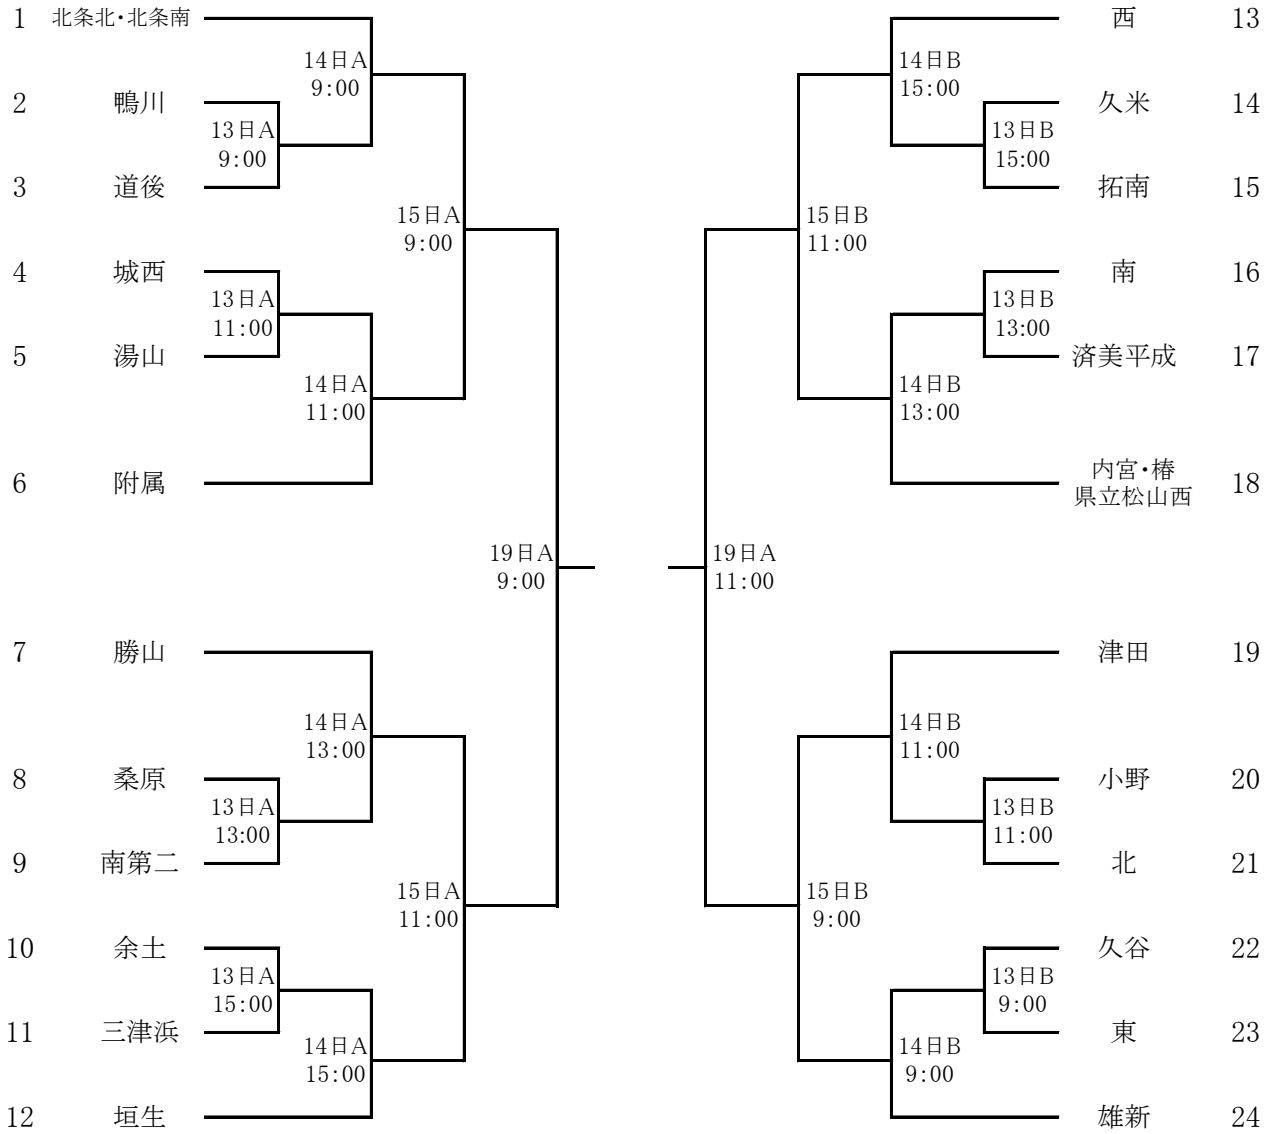 1 北条北・北条南
14日A
9:00
2 鴨川
13日A
9:00
3 道後
15日A
9:00
4 城西
13日A
11:00
5 湯山
14日A
11:00
6 附属
19日A
9:00
7 勝山
14日A
13:00
8 桑原
13日A
13:00
9 南第二
15日A
11:00
10 余土
13日A
15:00
11 三津浜
14日A
15:00
12 垣生
西 13
14日B
15:00
久米 14
13日B
15:00
拓南 15
15日B
11:00
南 16
13日B
13:00
済美平成 17
14日B
13:00
内宮・椿
県立松山西 18
19日A
11:00
津田 19
14日B
11:00
小野 20
13日B
11:00
北 21
15日B
9:00
久谷 22
13日B
9:00
東 23
14日B
9:00
雄新 24